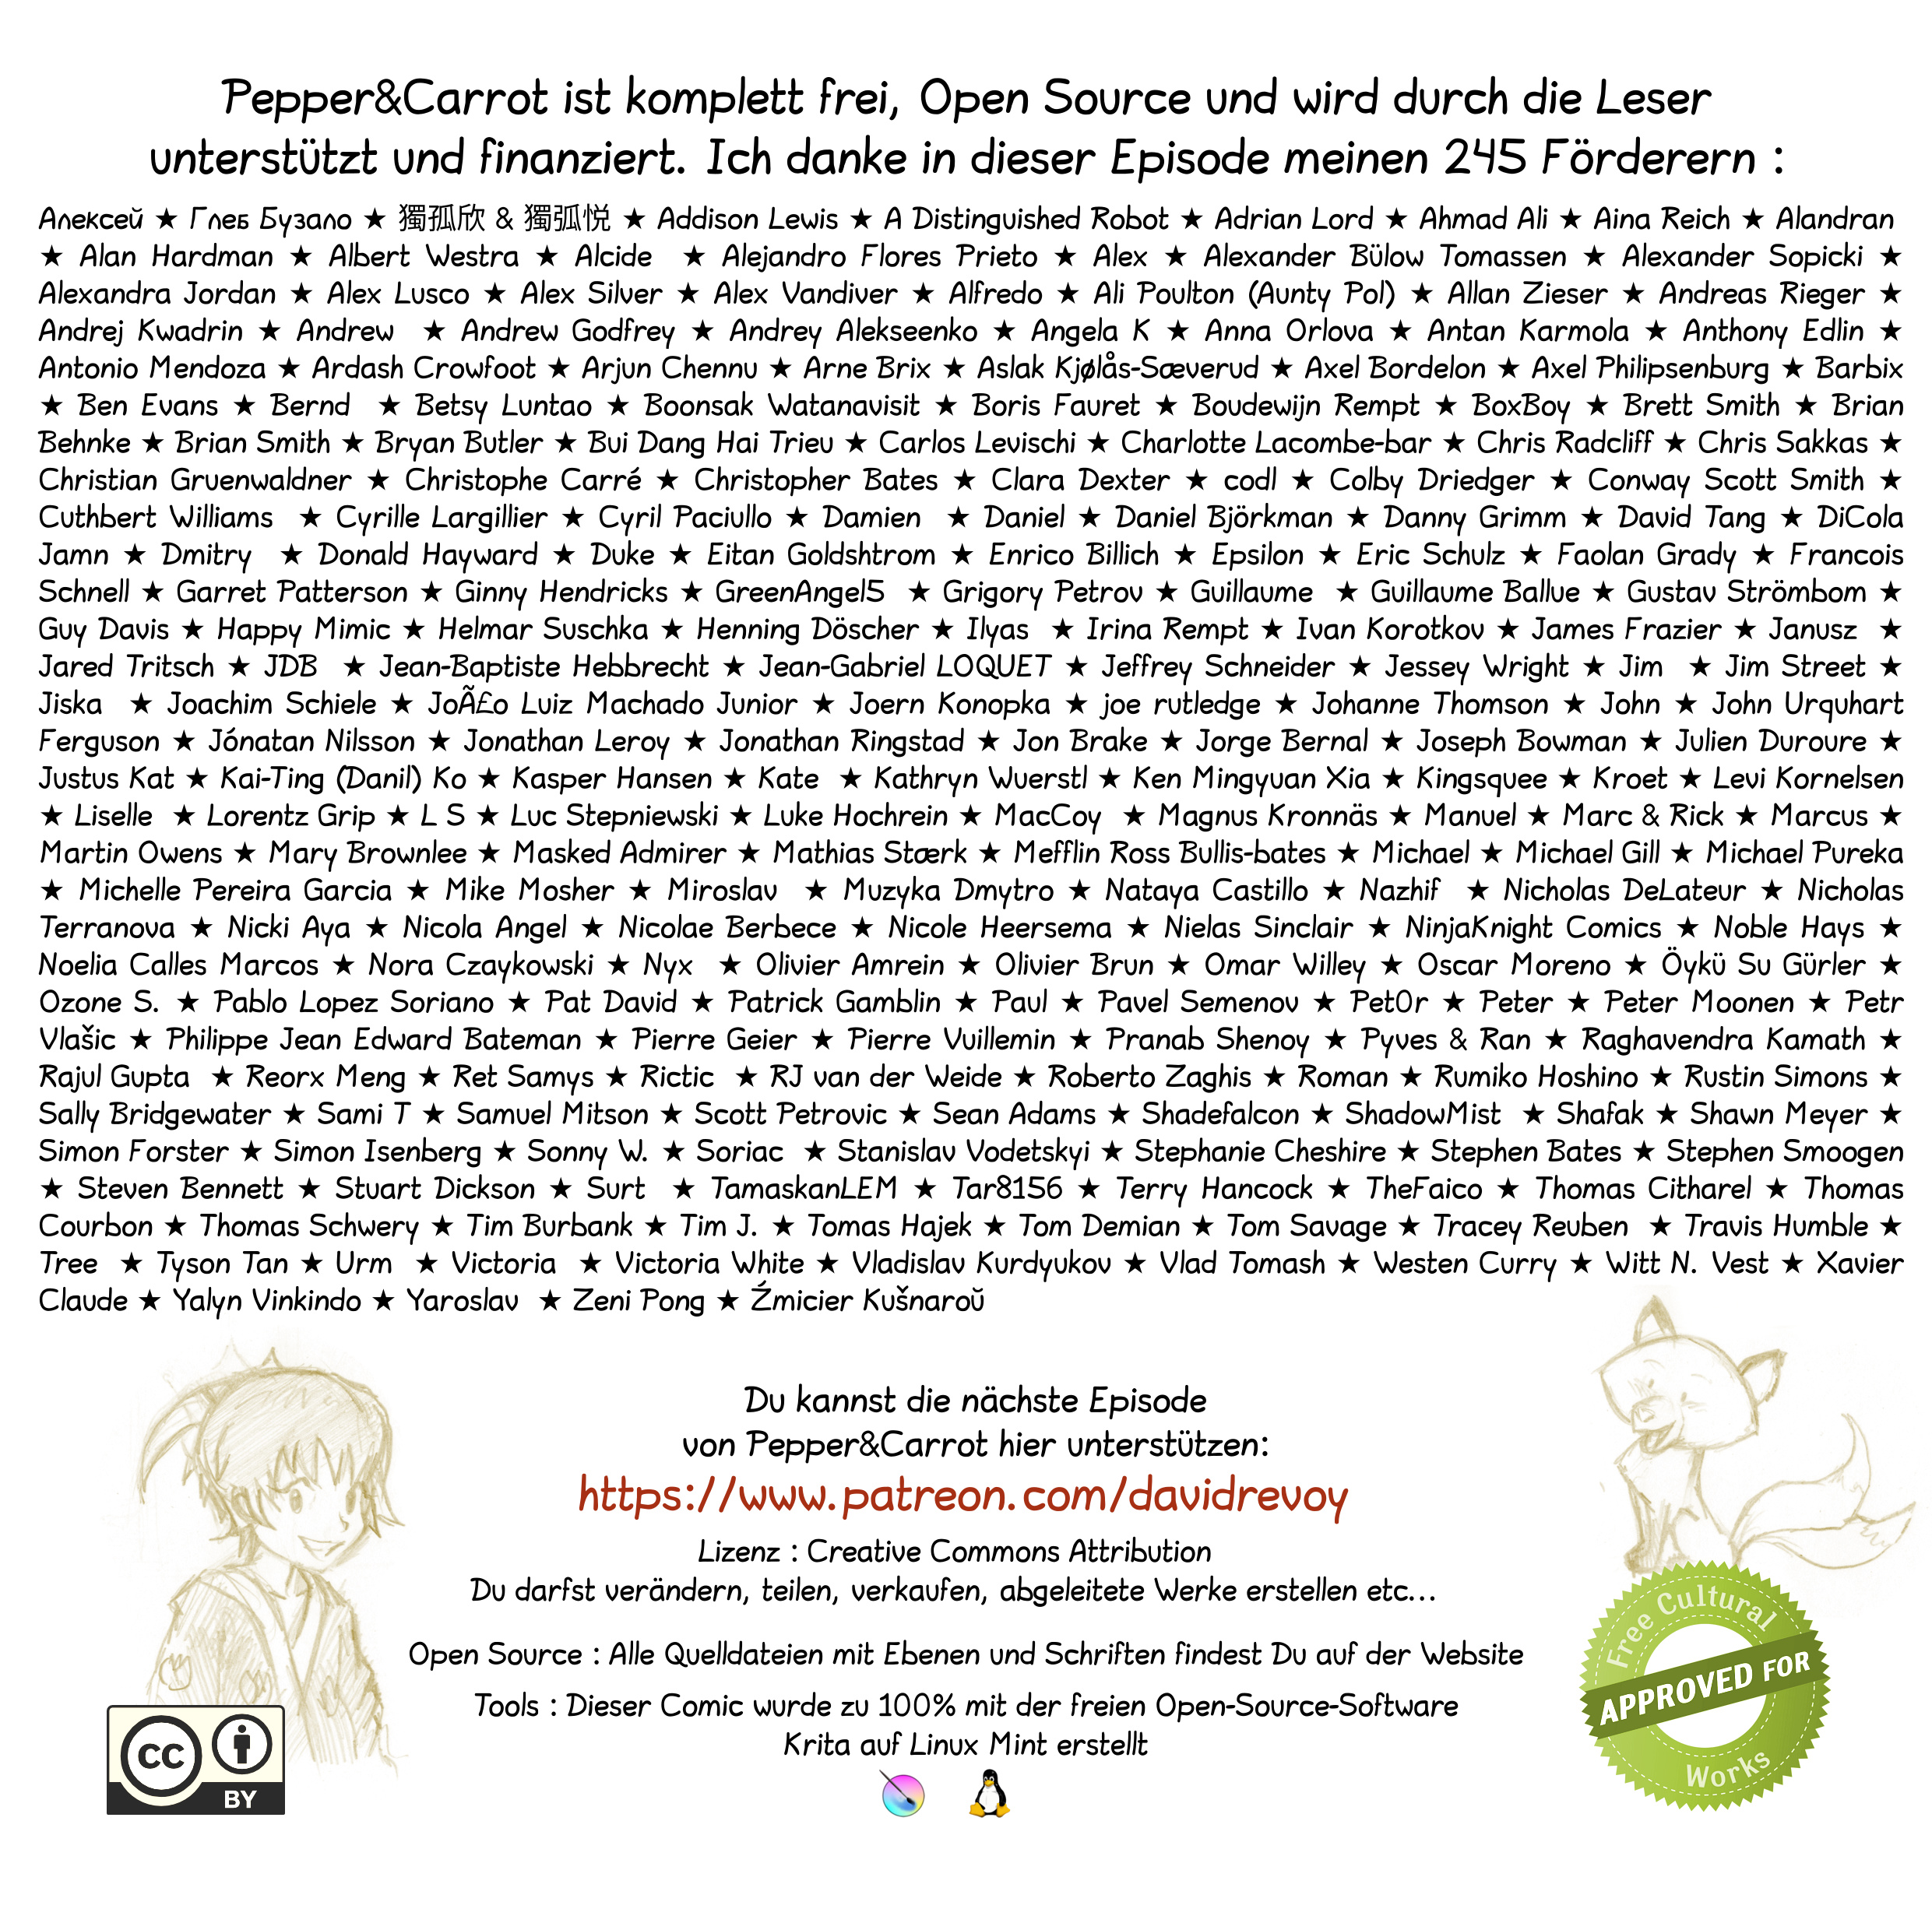 Pepper&Carrot ist komplett frei, Open Source und wird durch die Leser
unterstützt und finanziert. Ich danke in dieser Episode meinen 245 Förderern :
Алексей ★ Глеб Бузало ★ 獨孤欣 & 獨弧悦 ★ Addison Lewis ★ A Distinguished Robot ★ Adrian Lord ★ Ahmad Ali ★ Aina Reich ★ Alandran
★ Alan Hardman ★ Albert Westra ★ Alcide ★ Alejandro Flores Prieto ★ Alex ★ Alexander Bülow Tomassen ★ Alexander Sopicki ★
Alexandra Jordan ★ Alex Lusco ★ Alex Silver ★ Alex Vandiver ★ Alfredo ★ Ali Poulton (Aunty Pol) ★ Allan Zieser ★ Andreas Rieger ★
Andrej Kwadrin ★ Andrew ★ Andrew Godfrey ★ Andrey Alekseenko ★ Angela K ★ Anna Orlova ★ Antan Karmola ★ Anthony Edlin ★
Antonio Mendoza ★ Ardash Crowfoot ★ Arjun Chennu ★ Arne Brix ★ Aslak Kjølås-Sæverud ★ Axel Bordelon ★ Axel Philipsenburg ★ Barbix
★ Ben Evans ★ Bernd ★ Betsy Luntao ★ Boonsak Watanavisit ★ Boris Fauret ★ Boudewijn Rempt ★ BoxBoy ★ Brett Smith ★ Brian
Behnke ★ Brian Smith ★ Bryan Butler ★ Bui Dang Hai Trieu ★ Carlos Levischi ★ Charlotte Lacombe-bar ★ Chris Radcliff ★ Chris Sakkas ★
Christian Gruenwaldner ★ Christophe Carré ★ Christopher Bates ★ Clara Dexter ★ codl ★ Colby Driedger ★ Conway Scott Smith ★
Cuthbert Williams ★ Cyrille Largillier ★ Cyril Paciullo ★ Damien ★ Daniel ★ Daniel Björkman ★ Danny Grimm ★ David Tang ★ DiCola
Jamn ★ Dmitry ★ Donald Hayward ★ Duke ★ Eitan Goldshtrom ★ Enrico Billich ★ Epsilon ★ Eric Schulz ★ Faolan Grady ★ Francois
Schnell ★ Garret Patterson ★ Ginny Hendricks ★ GreenAngel5 ★ Grigory Petrov ★ Guillaume ★ Guillaume Ballue ★ Gustav Strömbom ★
Guy Davis ★ Happy Mimic ★ Helmar Suschka ★ Henning Döscher ★ Ilyas ★ Irina Rempt ★ Ivan Korotkov ★ James Frazier ★ Janusz ★
Jared Tritsch ★ JDB ★ Jean-Baptiste Hebbrecht ★ Jean-Gabriel LOQUET ★ Jeffrey Schneider ★ Jessey Wright ★ Jim ★ Jim Street ★
Jiska ★ Joachim Schiele ★ JoÃ£o Luiz Machado Junior ★ Joern Konopka ★ joe rutledge ★ Johanne Thomson ★ John ★ John Urquhart
Ferguson ★ Jónatan Nilsson ★ Jonathan Leroy ★ Jonathan Ringstad ★ Jon Brake ★ Jorge Bernal ★ Joseph Bowman ★ Julien Duroure ★
Justus Kat ★ Kai-Ting (Danil) Ko ★ Kasper Hansen ★ Kate ★ Kathryn Wuerstl ★ Ken Mingyuan Xia ★ Kingsquee ★ Kroet ★ Levi Kornelsen
★ Liselle ★ Lorentz Grip ★ L S ★ Luc Stepniewski ★ Luke Hochrein ★ MacCoy ★ Magnus Kronnäs ★ Manuel ★ Marc & Rick ★ Marcus ★
Martin Owens ★ Mary Brownlee ★ Masked Admirer ★ Mathias Stærk ★ Mefflin Ross Bullis-bates ★ Michael ★ Michael Gill ★ Michael Pureka
★ Michelle Pereira Garcia ★ Mike Mosher ★ Miroslav ★ Muzyka Dmytro ★ Nataya Castillo ★ Nazhif ★ Nicholas DeLateur ★ Nicholas
Terranova ★ Nicki Aya ★ Nicola Angel ★ Nicolae Berbece ★ Nicole Heersema ★ Nielas Sinclair ★ NinjaKnight Comics ★ Noble Hays ★
Noelia Calles Marcos ★ Nora Czaykowski ★ Nyx ★ Olivier Amrein ★ Olivier Brun ★ Omar Willey ★ Oscar Moreno ★ Öykü Su Gürler ★
Ozone S. ★ Pablo Lopez Soriano ★ Pat David ★ Patrick Gamblin ★ Paul ★ Pavel Semenov ★ Pet0r ★ Peter ★ Peter Moonen ★ Petr
Vlašic ★ Philippe Jean Edward Bateman ★ Pierre Geier ★ Pierre Vuillemin ★ Pranab Shenoy ★ Pyves & Ran ★ Raghavendra Kamath ★
Rajul Gupta ★ Reorx Meng ★ Ret Samys ★ Rictic ★ RJ van der Weide ★ Roberto Zaghis ★ Roman ★ Rumiko Hoshino ★ Rustin Simons ★
Sally Bridgewater ★ Sami T ★ Samuel Mitson ★ Scott Petrovic ★ Sean Adams ★ Shadefalcon ★ ShadowMist ★ Shafak ★ Shawn Meyer ★
Simon Forster ★ Simon Isenberg ★ Sonny W. ★ Soriac ★ Stanislav Vodetskyi ★ Stephanie Cheshire ★ Stephen Bates ★ Stephen Smoogen
★ Steven Bennett ★ Stuart Dickson ★ Surt ★ TamaskanLEM ★ Tar8156 ★ Terry Hancock ★ TheFaico ★ Thomas Citharel ★ Thomas
Courbon ★ Thomas Schwery ★ Tim Burbank ★ Tim J. ★ Tomas Hajek ★ Tom Demian ★ Tom Savage ★ Tracey Reuben ★ Travis Humble ★
Tree ★ Tyson Tan ★ Urm ★ Victoria ★ Victoria White ★ Vladislav Kurdyukov ★ Vlad Tomash ★ Westen Curry ★ Witt N. Vest ★ Xavier
Claude ★ Yalyn Vinkindo ★ Yaroslav ★ Zeni Pong ★ Źmicier Kušnaroŭ
Du kannst die nächste Episode
von Pepper&Carrot hier unterstützen:
https://www.patreon.com/davidrevoy
Lizenz : Creative Commons Attribution
Du darfst verändern, teilen, verkaufen, abgeleitete Werke erstellen etc...
Open Source : Alle Quelldateien mit Ebenen und Schriften findest Du auf der Website
Tools : Dieser Comic wurde zu 100% mit der freien Open-Source-Software
Krita auf Linux Mint erstellt
CC
BY
Free Cultural
APPROVED FOR
Works